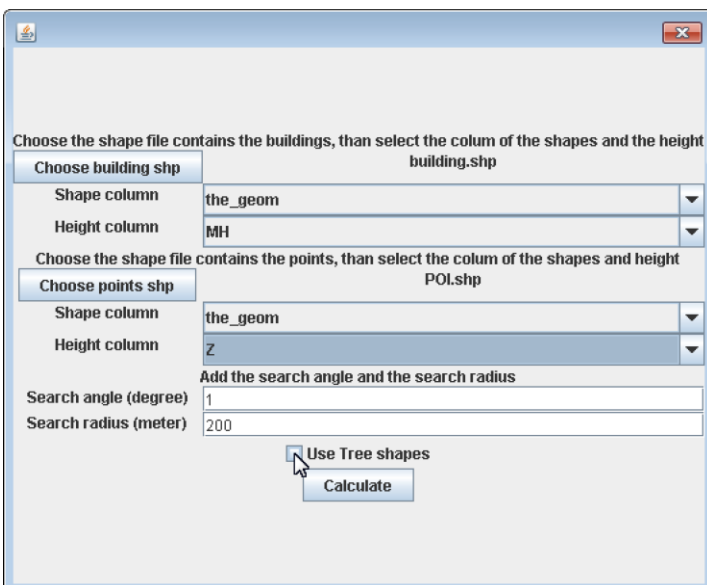 Choose the shape file contains the buildings, than select the colum of the shapes and the height
Choose building shp
building.shp
Shape column
the_geom
Height column
MH
Choose the shape file contains the points, than select the colum of the shapes and height
Choose points shp
POI.shp
Shape column
the_geom
Height column
Z
Add the search angle and the search radius
Search angle (degree)
1
Search radius (meter)
200
Use Tree shapes
Calculate